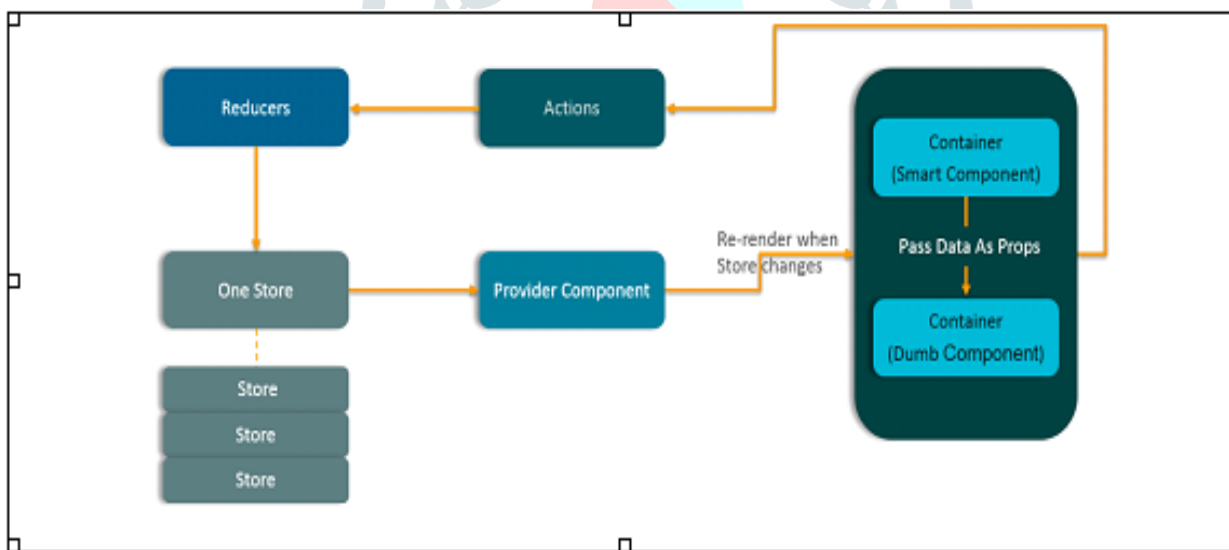 Reducers
Actions
Container
(Smart Component)
Re-render when
Store changes
Pass Data As Props
One Store
Provider Component
Container
(Dumb Component)
Store
Store
Store